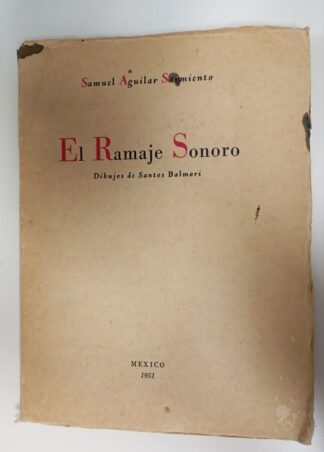 Samuel Aguilar Sarmiento
El Ramaje Sonoro
Dibujos de Santos Balmori
MEXICO
1951